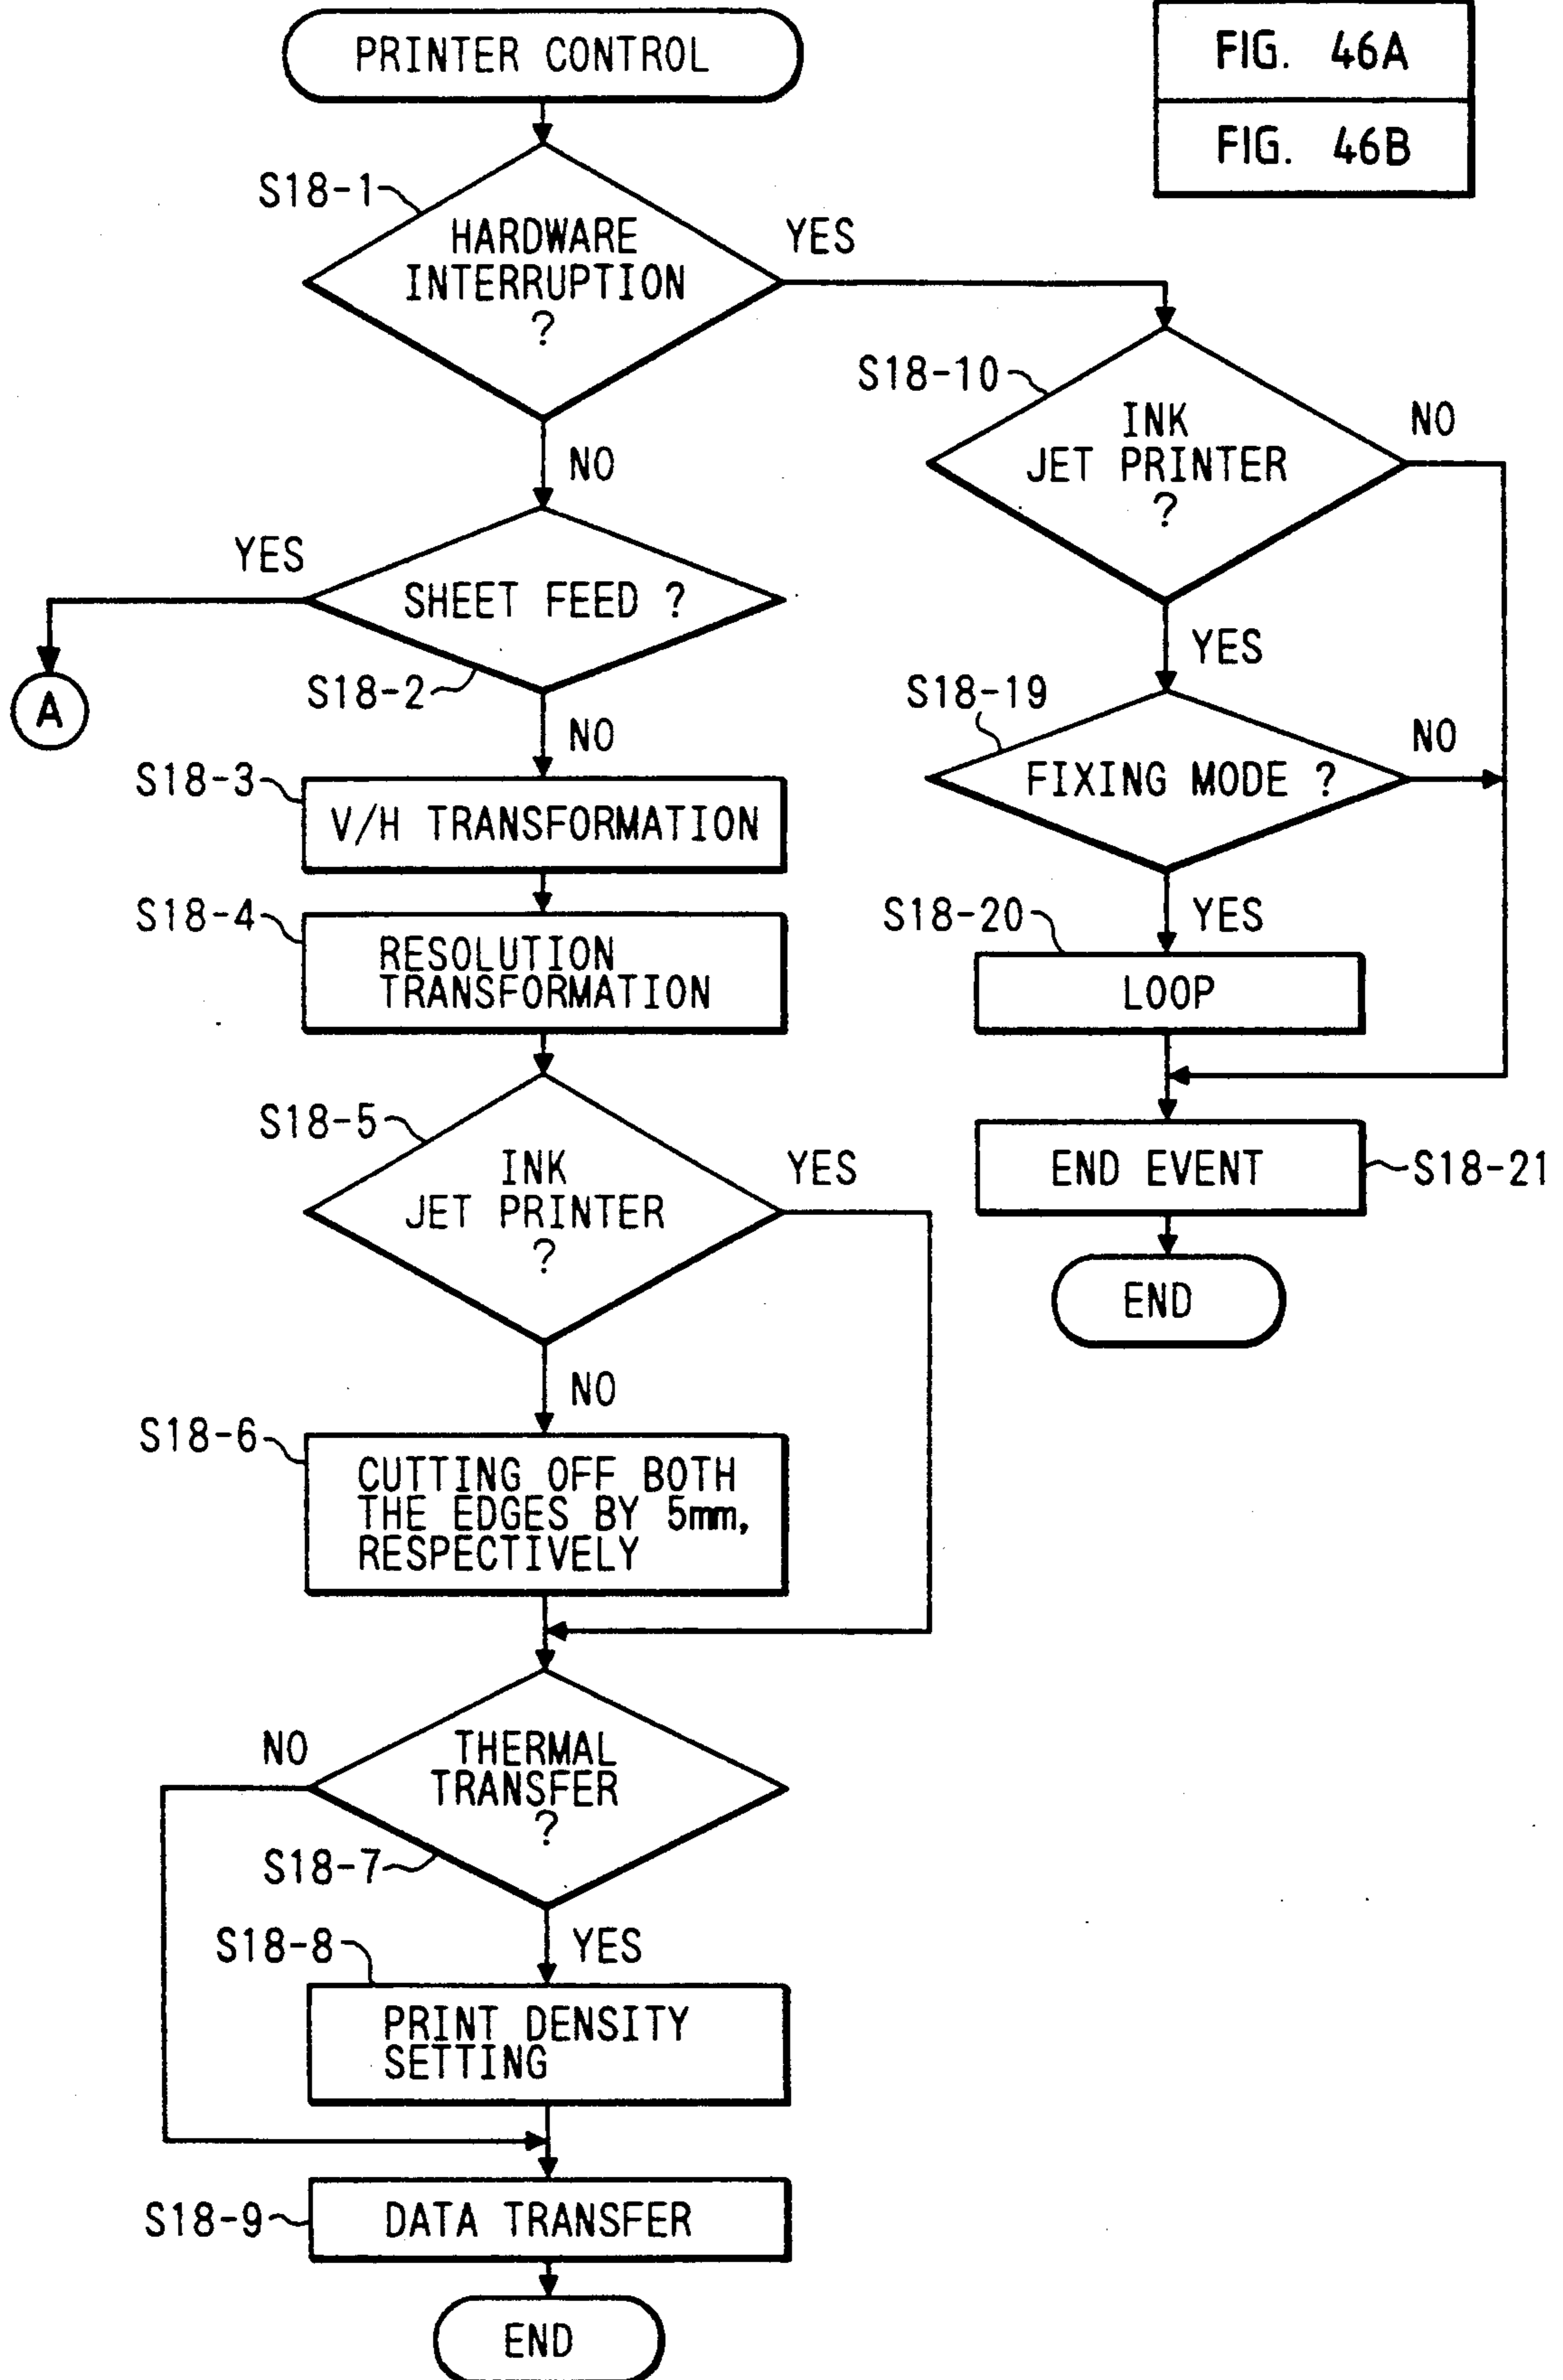 PRINTER CONTROL
FIG. 46A
FIG. 46B
S18-1
HARDWARE
INTERRUPTION
?
YES
NO
S18-10
INK
JET PRINTER
?
NO
YES
YES
SHEET FEED ?
S18-2
NO
A
S18-19
FIXING MODE ?
NO
YES
S18-3
V/H TRANSFORMATION
S18-4
RESOLUTION
TRANSFORMATION
S18-20
LOOP
S18-5
INK
JET PRINTER
?
YES
NO
END EVENT
S18-21
END
S18-6
CUTTING OFF BOTH
THE EDGES BY 5mm,
RESPECTIVELY
NO
THERMAL
TRANSFER
?
S18-7
YES
S18-8
PRINT DENSITY
SETTING
S18-9
DATA TRANSFER
END